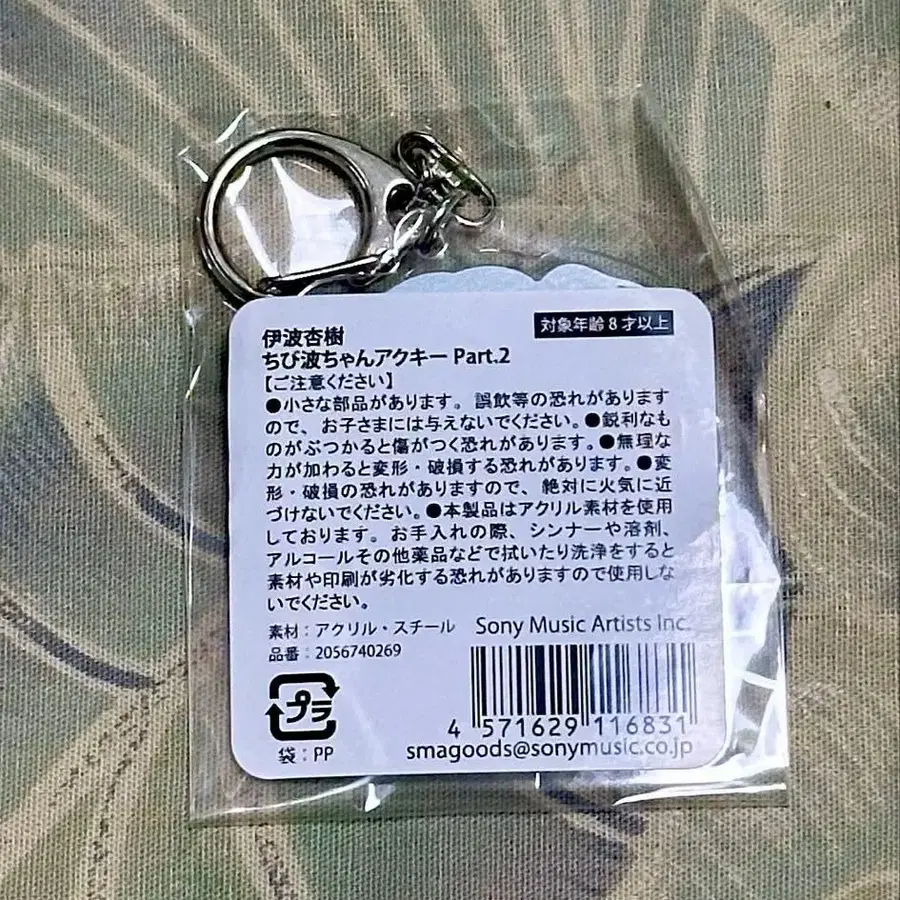 伊波杏樹
対象年齢8才以上
ちび波ちゃんアクキー Part.2
【ご注意ください】
●小さな部品があります。誤飲等の恐れがあります
ので、お子さまには与えないでください。●鋭利なも
のがぶつかると傷がつく恐れがあります。●無理な
力が加わると変形・破損する恐れがあります。●変
形・破損の恐れがありますので、絶対に火気に近
づけないでください。●本製品はアクリル素材を使用
しております。お手入れの際、シンナーや溶剤、
アルコールその他薬品などで拭いたり洗浄をすると
素材や印刷が劣化する恐れがありますので使用しな
いでください。
素材：アクリル・スチール
Sony Music Artists Inc.
品番：2056740269
プラ
袋：PP
4 571629 116831
smagoods@sonymusic.co.jp